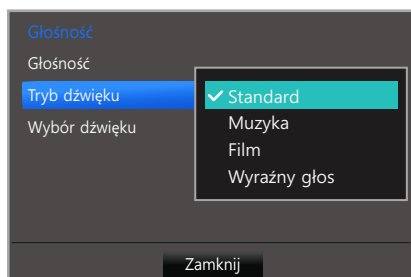 Głośność
Głośność
Tryb dźwięku
Wybór dźwięku
Standard
Muzyka
Film
Wyraźny głos
Zamknij